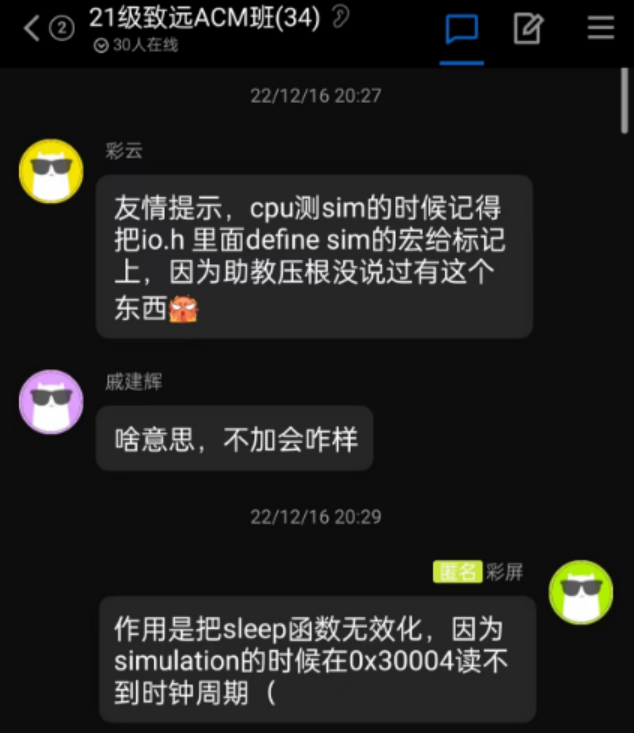 2
21级致远ACM班(34)
30人在线
22/12/16 20:27
彩云
友情提示，cpu测sim的时候记得
把io.h 里面define sim的宏给标记
上，因为助教压根没说过有这个
东西
戚建辉
啥意思，不加会咋样
22/12/16 20:29
匿名 彩屏
作用是把sleep函数无效化，因为
simulation的时候在0x30004读不
到时钟周期（